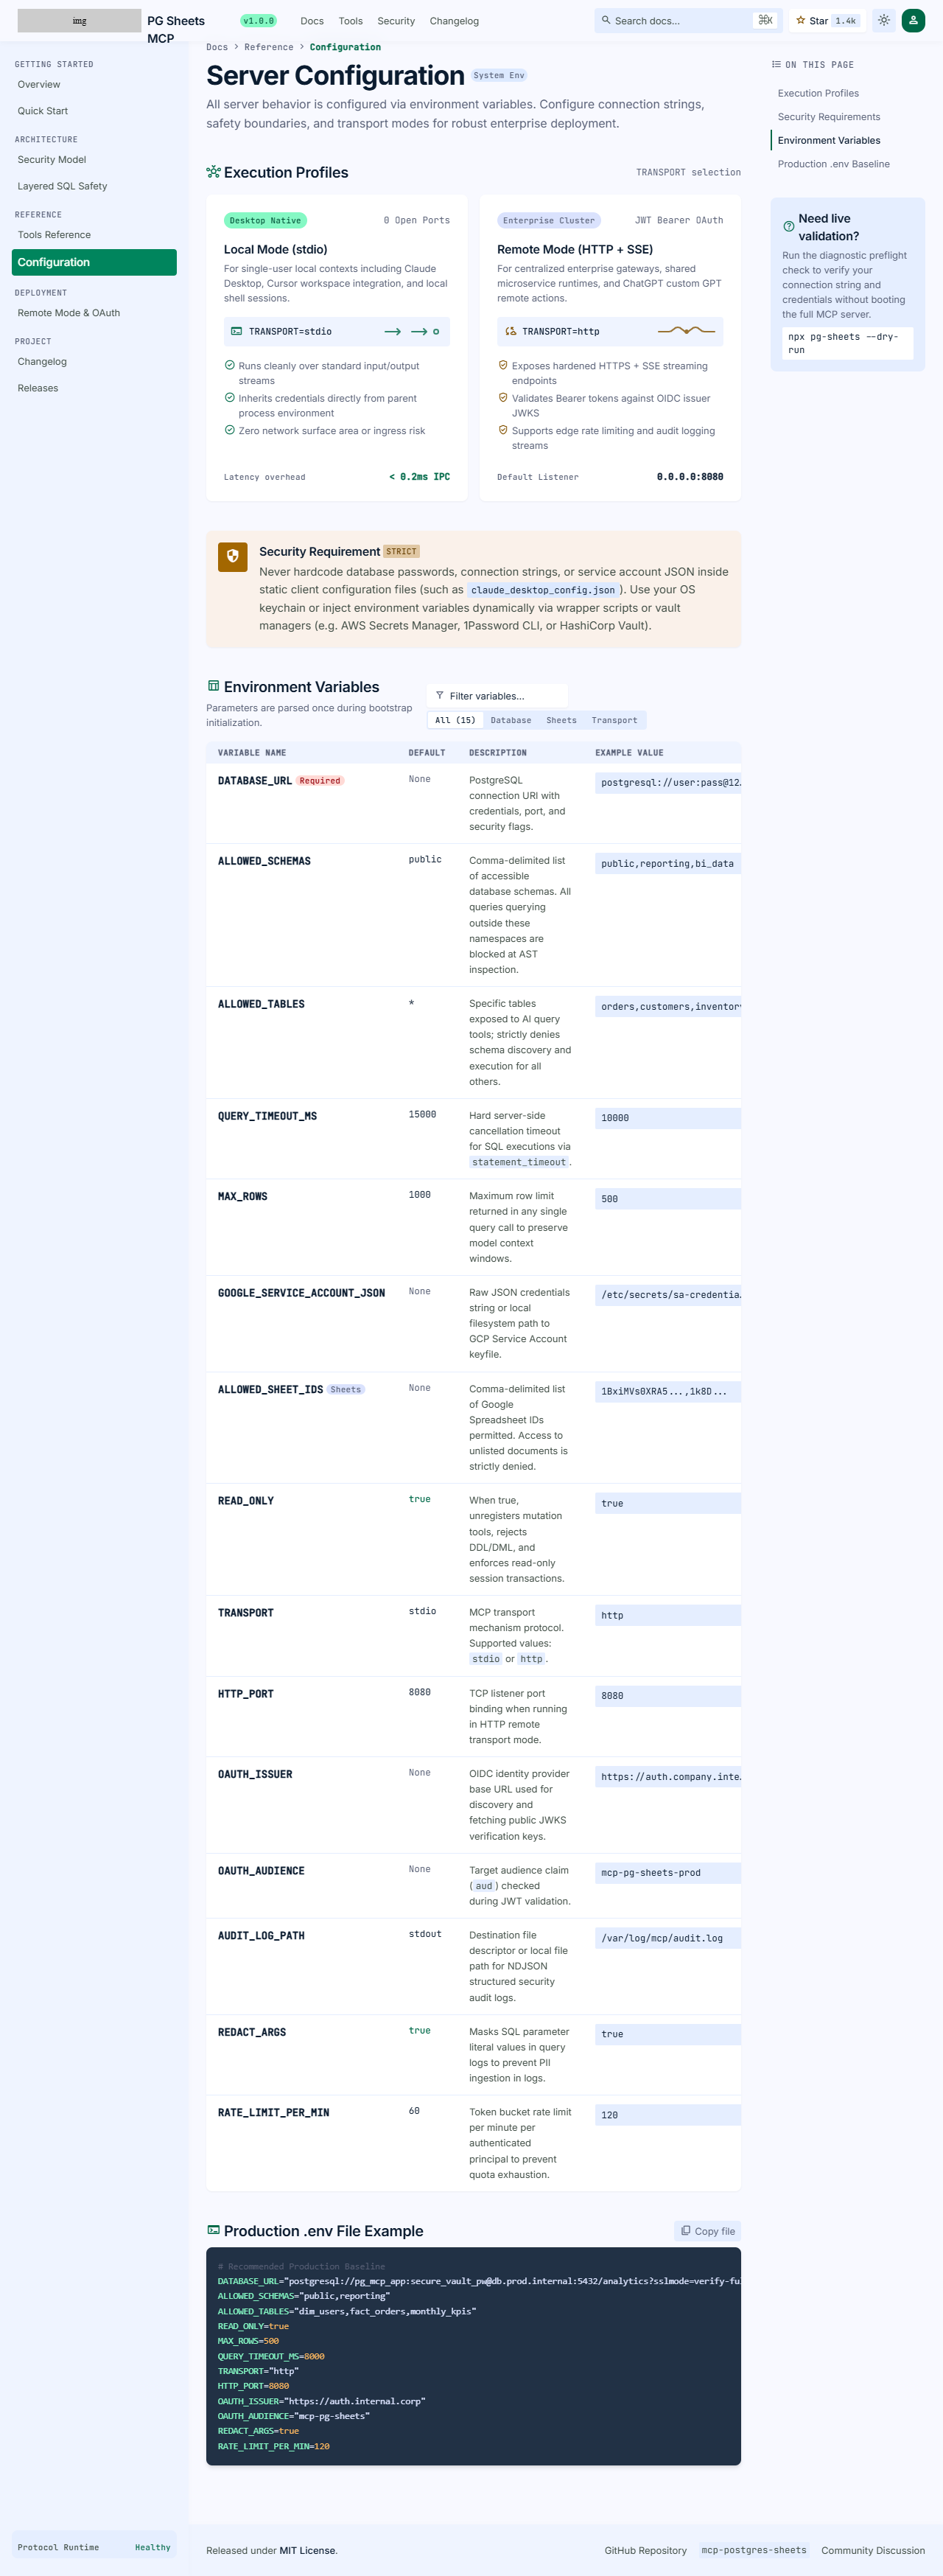 img
PG Sheets
MCP
v1.0.0
Docs
Tools
Security
Changelog
Search docs...
⌘K
Star 1.4k
GETTING STARTED
Overview
Quick Start
ARCHITECTURE
Security Model
Layered SQL Safety
REFERENCE
Tools Reference
Configuration
DEPLOYMENT
Remote Mode & OAuth
PROJECT
Changelog
Releases
Docs > Reference > Configuration
Server Configuration System Env
All server behavior is configured via environment variables. Configure connection strings,
safety boundaries, and transport modes for robust enterprise deployment.
Execution Profiles
TRANSPORT selection
Desktop Native
0 Open Ports
Local Mode (stdio)
For single-user local contexts including Claude
Desktop, Cursor workspace integration, and local
shell sessions.
TRANSPORT=stdio
Runs cleanly over standard input/output
streams
Inherits credentials directly from parent
process environment
Zero network surface area or ingress risk
Latency overhead
< 0.2ms IPC
Enterprise Cluster
JWT Bearer OAuth
Remote Mode (HTTP + SSE)
For centralized enterprise gateways, shared
microservice runtimes, and ChatGPT custom GPT
remote actions.
TRANSPORT=http
Exposes hardened HTTPS + SSE streaming
endpoints
Validates Bearer tokens against OIDC issuer
JWKS
Supports edge rate limiting and audit logging
streams
Default Listener
0.0.0.0:8080
ON THIS PAGE
Execution Profiles
Security Requirements
Environment Variables
Production .env Baseline
Need live
validation?
Run the diagnostic preflight
check to verify your
connection string and
credentials without booting
the full MCP server.
npx pg-sheets --dry-
run
Security Requirement STRICT
Never hardcode database passwords, connection strings, or service account JSON inside
static client configuration files (such as claude_desktop_config.json). Use your OS
keychain or inject environment variables dynamically via wrapper scripts or vault
managers (e.g. AWS Secrets Manager, 1Password CLI, or HashiCorp Vault).
Environment Variables
Parameters are parsed once during bootstrap
initialization.
Filter variables...
All (15) Database Sheets Transport
VARIABLE NAME DEFAULT DESCRIPTION EXAMPLE VALUE
DATABASE_URL Required
None
PostgreSQL
connection URI with
credentials, port, and
security flags.
postgresql://user:pass@12.
ALLOWED_SCHEMAS
public
Comma-delimited list
of accessible
database schemas. All
queries querying
outside these
namespaces are
blocked at AST
inspection.
public,reporting,bi_data
ALLOWED_TABLES
*
Specific tables
exposed to AI query
tools; strictly denies
schema discovery and
execution for all
others.
orders,customers,inventory
QUERY_TIMEOUT_MS
15000
Hard server-side
cancellation timeout
for SQL executions via
statement_timeout.
10000
MAX_ROWS
1000
Maximum row limit
returned in any single
query call to preserve
model context
windows.
500
GOOGLE_SERVICE_ACCOUNT_JSON
None
Raw JSON credentials
string or local
filesystem path to
GCP Service Account
keyfile.
/etc/secrets/sa-credentia.
ALLOWED_SHEET_IDS Sheets
None
Comma-delimited list
of Google
Spreadsheet IDs
permitted. Access to
unlisted documents is
strictly denied.
1BxiMVs0XRA5...,1k8D...
READ_ONLY
true
When true,
unregisters mutation
tools, rejects
DDL/DML, and
enforces read-only
session transactions.
true
TRANSPORT
stdio
MCP transport
mechanism protocol.
Supported values:
stdio or http.
http
HTTP_PORT
8080
TCP listener port
binding when running
in HTTP remote
transport mode.
8080
OAUTH_ISSUER
None
OIDC identity provider
base URL used for
discovery and
fetching public JWKS
verification keys.
https://auth.company.inte.
OAUTH_AUDIENCE
None
Target audience claim
(aud) checked
during JWT validation.
mcp-pg-sheets-prod
AUDIT_LOG_PATH
stdout
Destination file
descriptor or local file
path for NDJSON
structured security
audit logs.
/var/log/mcp/audit.log
REDACT_ARGS
true
Masks SQL parameter
literal values in query
logs to prevent PII
ingestion in logs.
true
RATE_LIMIT_PER_MIN
60
Token bucket rate limit
per minute per
authenticated
principal to prevent
quota exhaustion.
120
Production .env File Example
Copy file
# Recommended Production Baseline
DATABASE_URL="postgresql://pg_mcp_app:secure_vault_pw@db.prod.internal:5432/analytics?sslmode=verify-ful
ALLOWED_SCHEMAS="public,reporting"
ALLOWED_TABLES="dim_users,fact_orders,monthly_kpis"
READ_ONLY=true
MAX_ROWS=500
QUERY_TIMEOUT_MS=8000
TRANSPORT="http"
HTTP_PORT=8080
OAUTH_ISSUER="https://auth.internal.corp"
OAUTH_AUDIENCE="mcp-pg-sheets"
REDACT_ARGS=true
RATE_LIMIT_PER_MIN=120
Protocol Runtime
Healthy
Released under MIT License.
GitHub Repository
mcp-postgres-sheets
Community Discussion